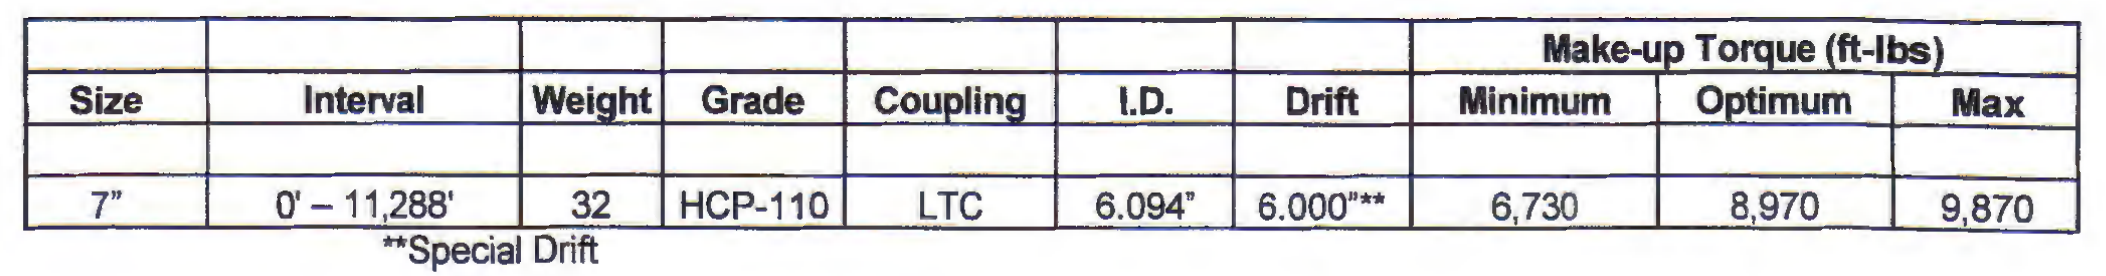 Make-up Torque (ft-lbs)
Size Interval Weight Grade Coupling I.D. Drift Minimum Optimum Max
7" 0' – 11,288' 32 HCP-110 LTC 6.094" 6.000"** 6,730 8,970 9,870
**Special Drift